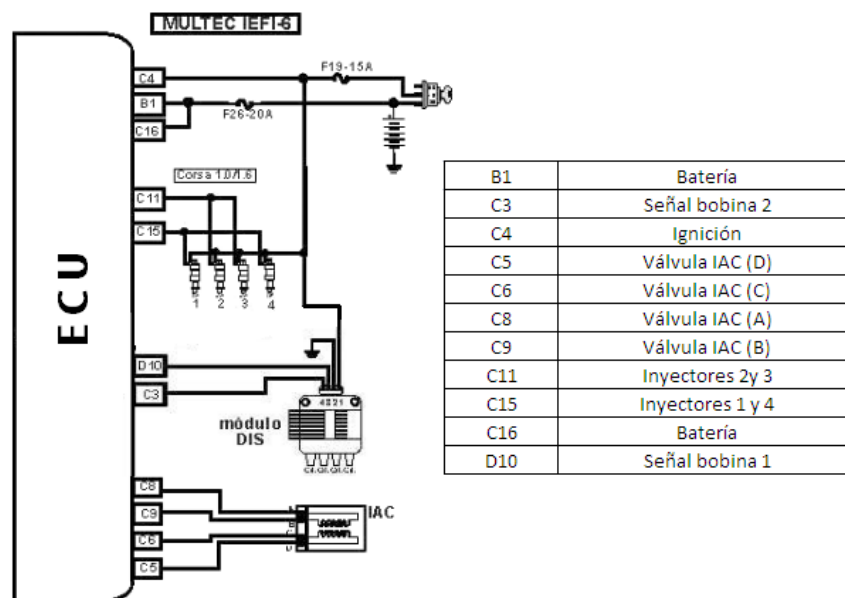 MULTEC IEFI-6
C4
F19-15A
B1
F26-20A
C16
Corsa 1.0/1.6
C11
C15
1 2 3 4
ECU
D10
C3
4321
módulo
DIS
C8
C9
C6
C5
IAC
A
B
C
D
B1 Batería
C3 Señal bobina 2
C4 Ignición
C5 Válvula IAC (D)
C6 Válvula IAC (C)
C8 Válvula IAC (A)
C9 Válvula IAC (B)
C11 Inyectores 2y 3
C15 Inyectores 1 y 4
C16 Batería
D10 Señal bobina 1